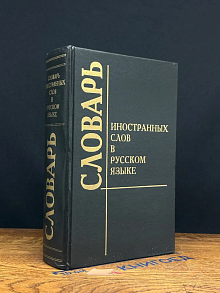 СЛОВАРЬ
ИНОСТРАННЫХ
СЛОВ
В
РУССКОМ
ЯЗЫКЕ
СЛОВАРЬ
ИНОСТРАННЫХ
СЛОВ
В
РУССКОМ
ЯЗЫКЕ